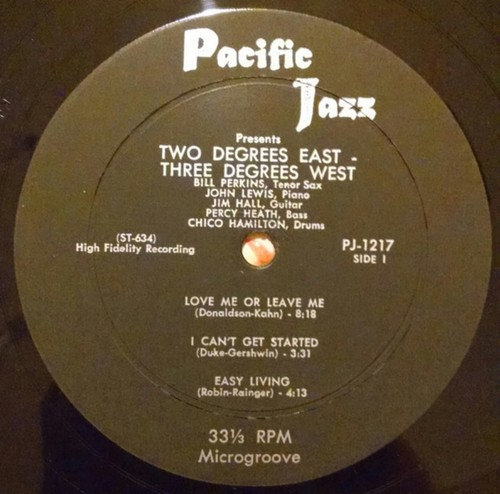 Pacific
Jazz
Presents
TWO DEGREES EAST -
THREE DEGREES WEST
BILL PERKINS, Tenor Sax
JOHN LEWIS, Piano
JIM HALL, Guitar
PERCY HEATH, Bass
CHICO HAMILTON, Drums
(ST-634)
High Fidelity Recording
PJ-1217
SIDE 1
LOVE ME OR LEAVE ME
(Donaldson-Kahn) - 8:18
I CAN'T GET STARTED
(Duke-Gershwin) - 3:31
EASY LIVING
(Robin-Rainger) - 4:13
33⅓ RPM
Microgroove